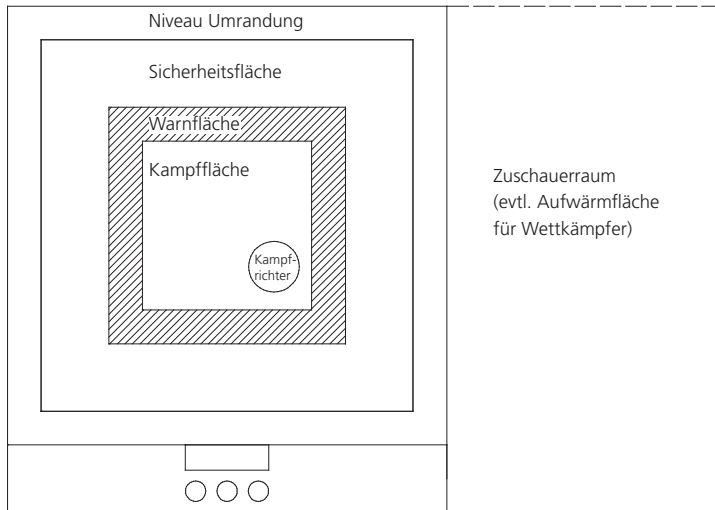 Niveau Umrandung
Sicherheitsfläche
Warnfläche
Kampffläche
Kampf-
richter
Zuschauerraum
(evtl. Aufwärmfläche
für Wettkämpfer)